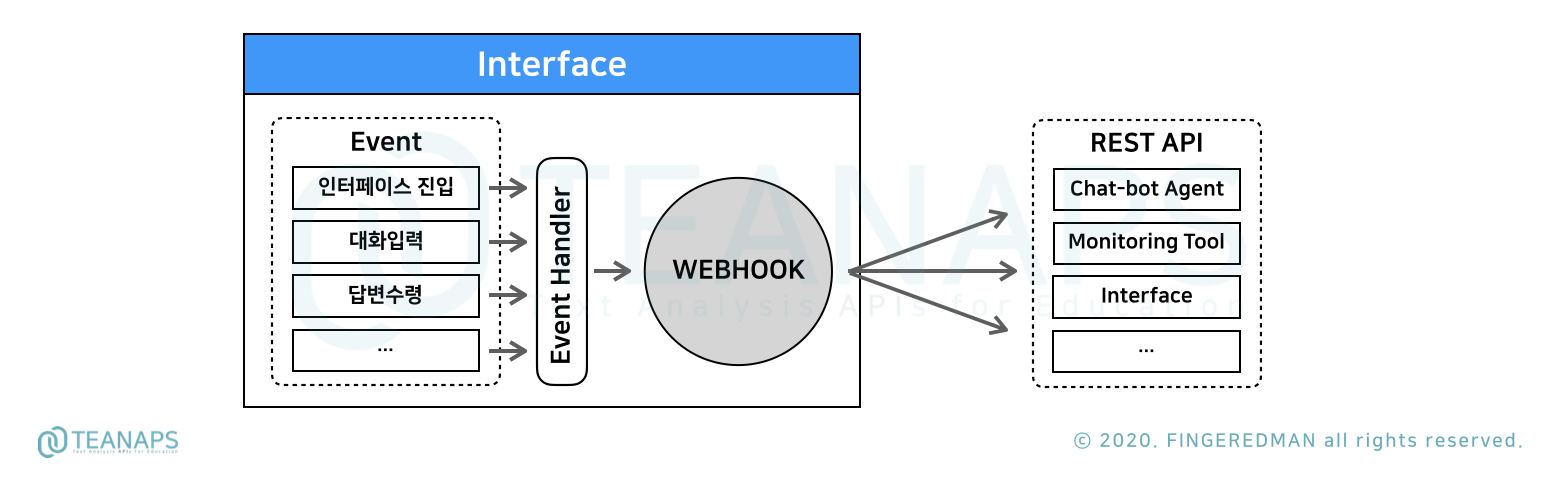 Interface
Event
인터페이스 진입
대화입력
답변수령
...
Event Handler
WEBHOOK
REST API
Chat-bot Agent
Monitoring Tool
Interface
...
TEANAPS
Text Analysis APIs for Education
TEANAPS
Text Analysis APIs for Education
ⓒ 2020. FINGEREDMAN all rights reserved.